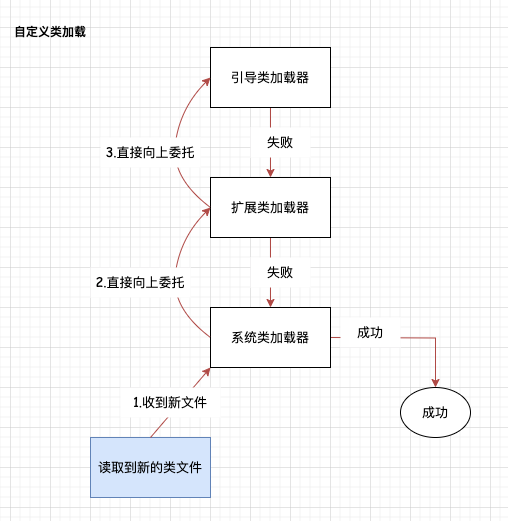 自定义类加载
引导类加载器
失败
3.直接向上委托
扩展类加载器
失败
2.直接向上委托
系统类加载器
成功
1.收到新文件
成功
读取到新的类文件